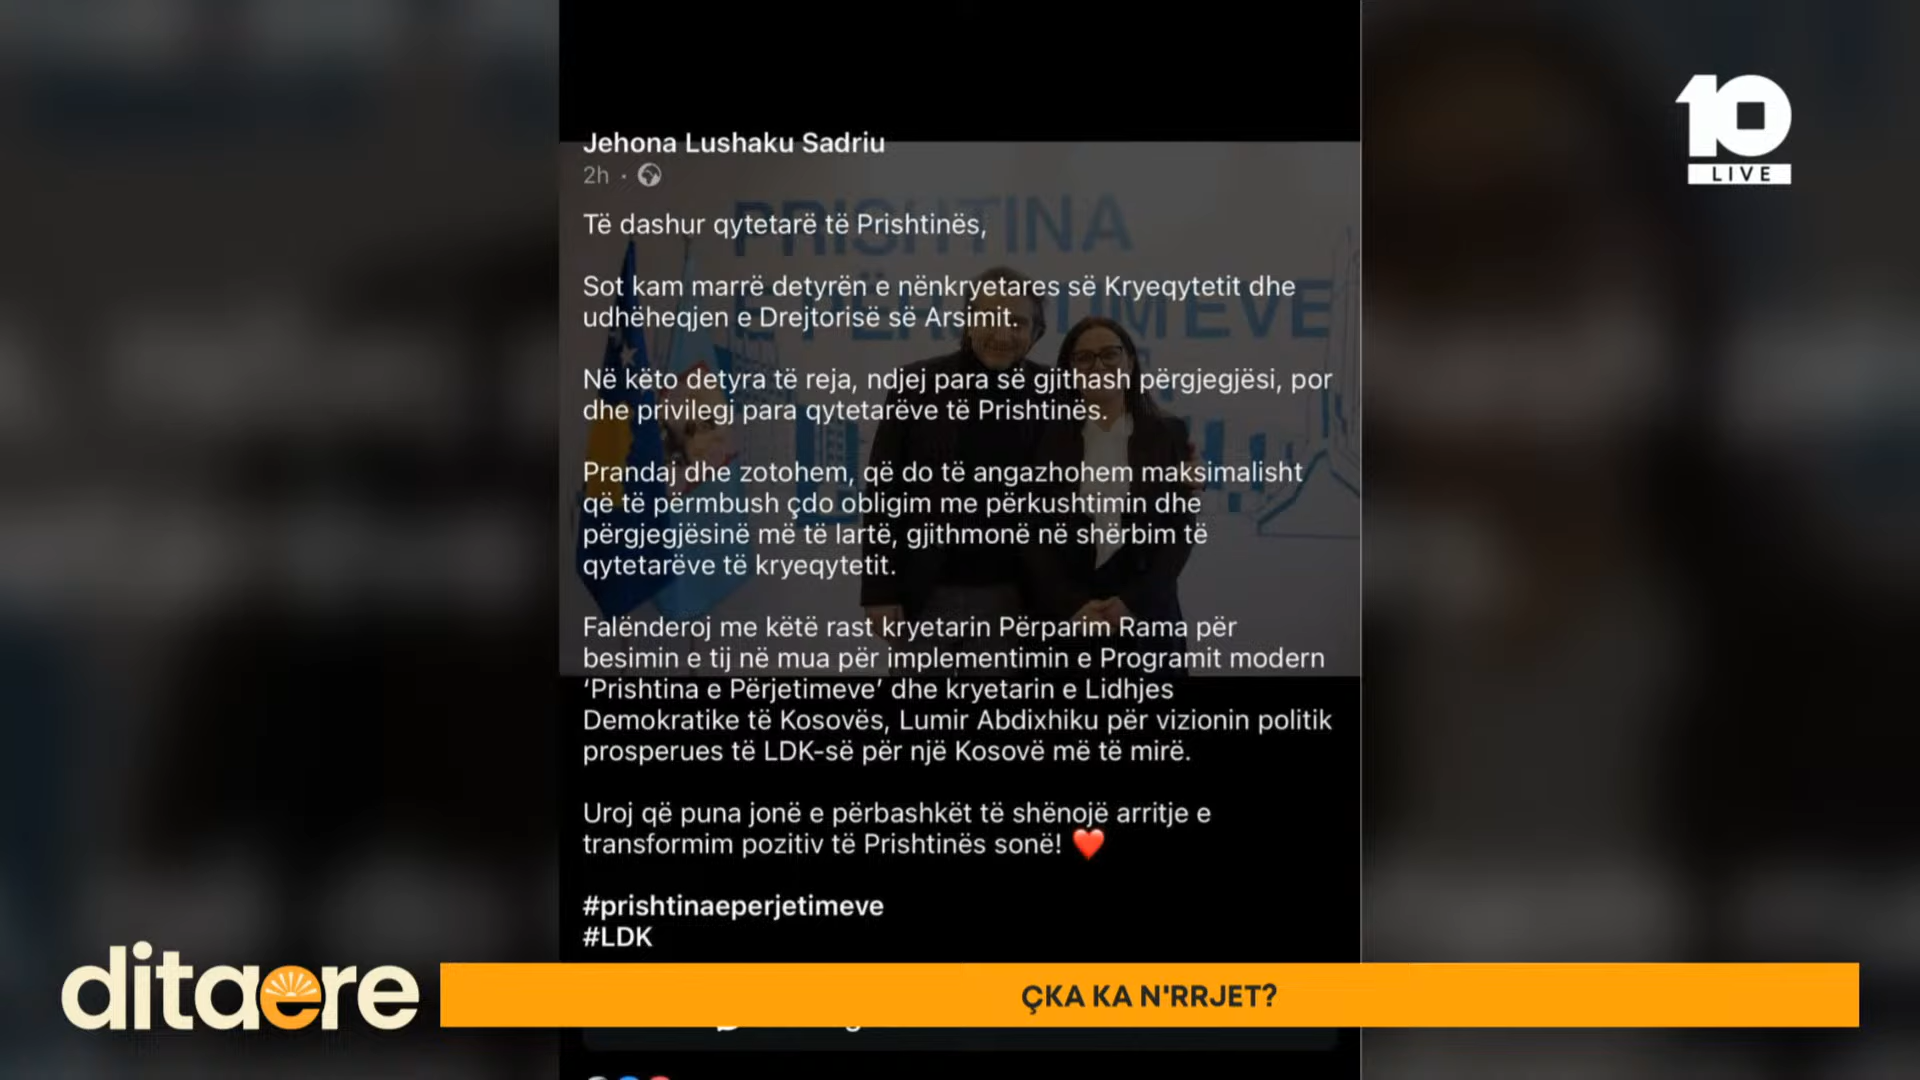 10
LIVE
Jehona Lushaku Sadriu
2h ·
PRISHTINA
Të dashur qytetarë të Prishtinës,
Sot kam marrë detyrën e nënkryetares së Kryeqytetit dhe
udhëheqjen e Drejtorisë së Arsimit.
E PËRJETIMEVE
Në këto detyra të reja, ndjej para së gjithash përgjegjësi, por
dhe privilegj para qytetarëve të Prishtinës.
Prandaj dhe zotohem, që do të angazhohem maksimalisht
që të përmbush çdo obligim me përkushtimin dhe
përgjegjësinë më të lartë, gjithmonë në shërbim të
qytetarëve të kryeqytetit.
Falënderoj me këtë rast kryetarin Përparim Rama për
besimin e tij në mua për implementimin e Programit modern
‘Prishtina e Përjetimeve’ dhe kryetarin e Lidhjes
Demokratike të Kosovës, Lumir Abdixhiku për vizionin politik
prosperues të LDK-së për një Kosovë më të mirë.
Uroj që puna jonë e përbashkët të shënojë arritje e
transformim pozitiv të Prishtinës sonë! ❤️
#prishtinaeperjetimeve
#LDK
ditaere
ÇKA KA N'RRJET?